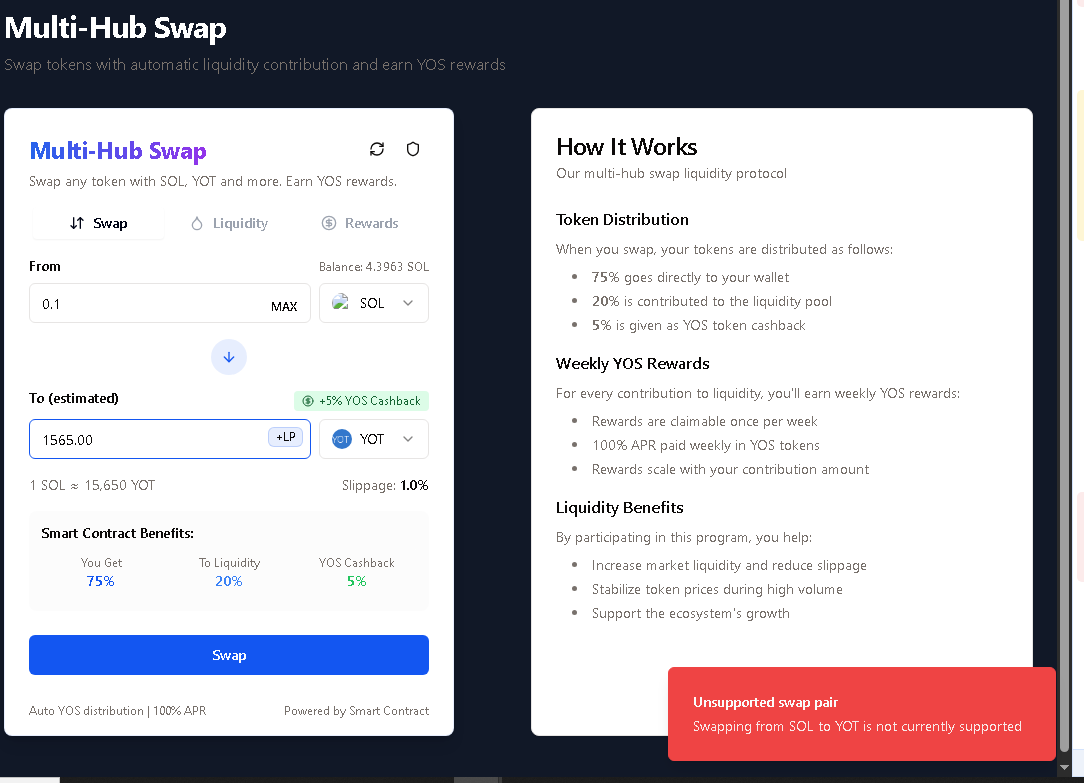 Multi-Hub Swap
Swap tokens with automatic liquidity contribution and earn YOS rewards
Multi-Hub Swap
Swap any token with SOL, YOT and more. Earn YOS rewards.
Swap Liquidity Rewards
From Balance: 4.3963 SOL
0.1 MAX SOL
To (estimated) +5% YOS Cashback
1565.00 +LP YOT YOT
1 SOL ≈ 15,650 YOT Slippage: 1.0%
Smart Contract Benefits:
You Get To Liquidity YOS Cashback
75% 20% 5%
Swap
Auto YOS distribution | 100% APR Powered by Smart Contract
How It Works
Our multi-hub swap liquidity protocol
Token Distribution
When you swap, your tokens are distributed as follows:
• 75% goes directly to your wallet
• 20% is contributed to the liquidity pool
• 5% is given as YOS token cashback
Weekly YOS Rewards
For every contribution to liquidity, you'll earn weekly YOS rewards:
• Rewards are claimable once per week
• 100% APR paid weekly in YOS tokens
• Rewards scale with your contribution amount
Liquidity Benefits
By participating in this program, you help:
• Increase market liquidity and reduce slippage
• Stabilize token prices during high volume
• Support the ecosystem's growth
Unsupported swap pair
Swapping from SOL to YOT is not currently supported